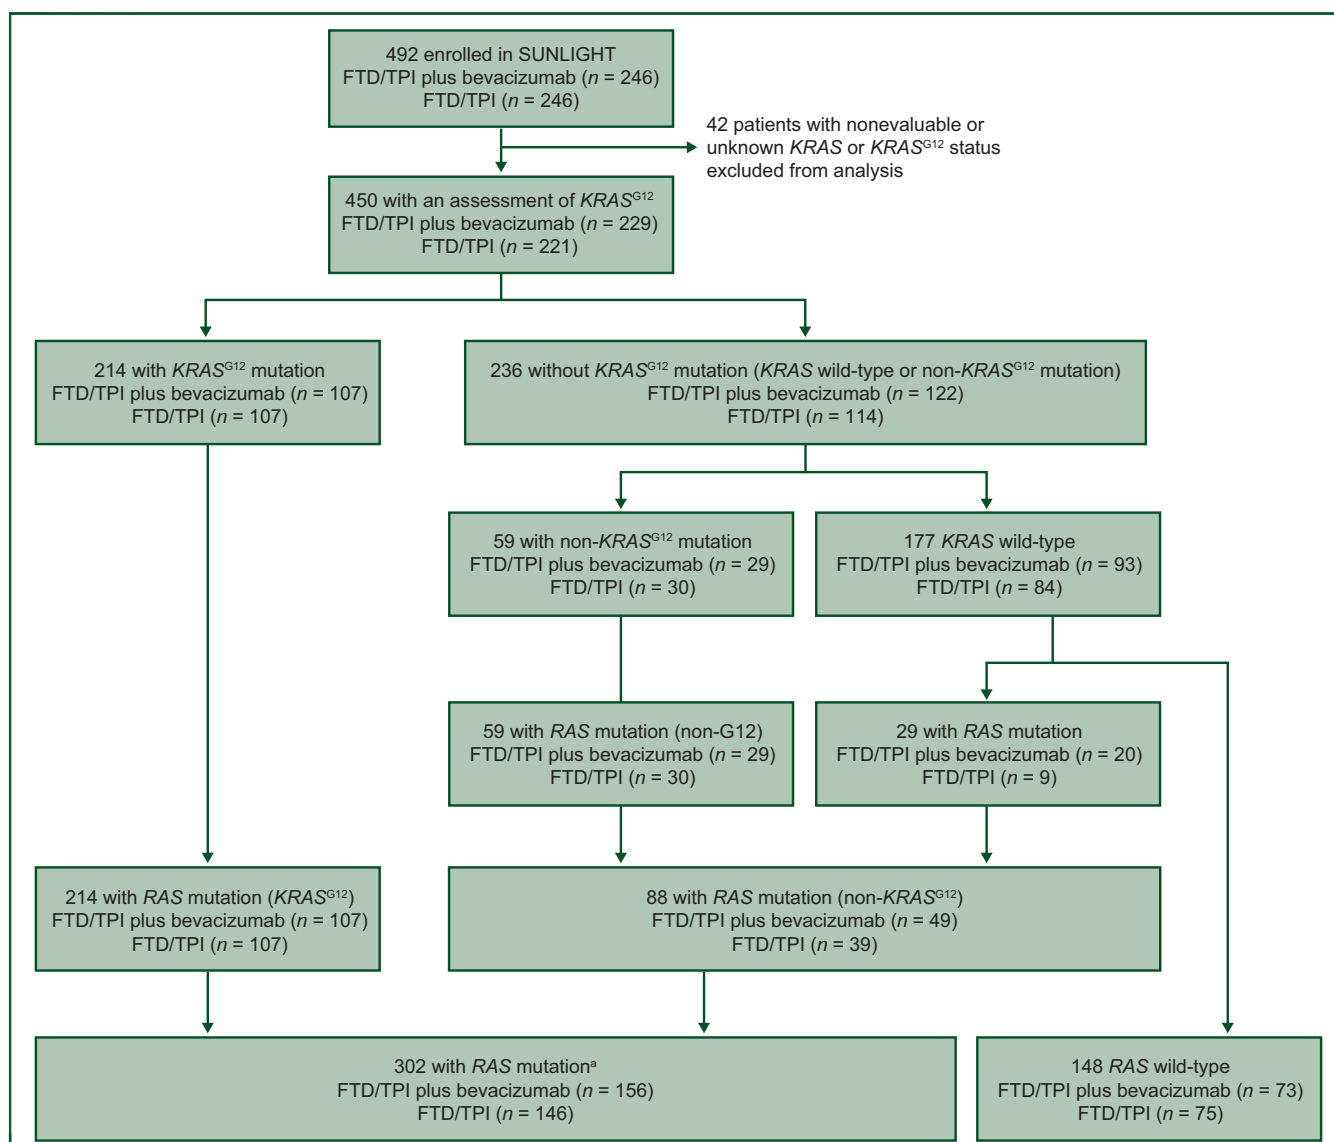 492 enrolled in SUNLIGHT
FTD/TPI plus bevacizumab (n = 246)
FTD/TPI (n = 246)
42 patients with nonevaluable or
unknown KRAS or KRASG12 status
excluded from analysis
450 with an assessment of KRASG12
FTD/TPI plus bevacizumab (n = 229)
FTD/TPI (n = 221)
214 with KRASG12 mutation
FTD/TPI plus bevacizumab (n = 107)
FTD/TPI (n = 107)
236 without KRASG12 mutation (KRAS wild-type or non-KRASG12 mutation)
FTD/TPI plus bevacizumab (n = 122)
FTD/TPI (n = 114)
59 with non-KRASG12 mutation
FTD/TPI plus bevacizumab (n = 29)
FTD/TPI (n = 30)
177 KRAS wild-type
FTD/TPI plus bevacizumab (n = 93)
FTD/TPI (n = 84)
59 with RAS mutation (non-G12)
FTD/TPI plus bevacizumab (n = 29)
FTD/TPI (n = 30)
29 with RAS mutation
FTD/TPI plus bevacizumab (n = 20)
FTD/TPI (n = 9)
214 with RAS mutation (KRASG12)
FTD/TPI plus bevacizumab (n = 107)
FTD/TPI (n = 107)
88 with RAS mutation (non-KRASG12)
FTD/TPI plus bevacizumab (n = 49)
FTD/TPI (n = 39)
302 with RAS mutationa
FTD/TPI plus bevacizumab (n = 156)
FTD/TPI (n = 146)
148 RAS wild-type
FTD/TPI plus bevacizumab (n = 73)
FTD/TPI (n = 75)